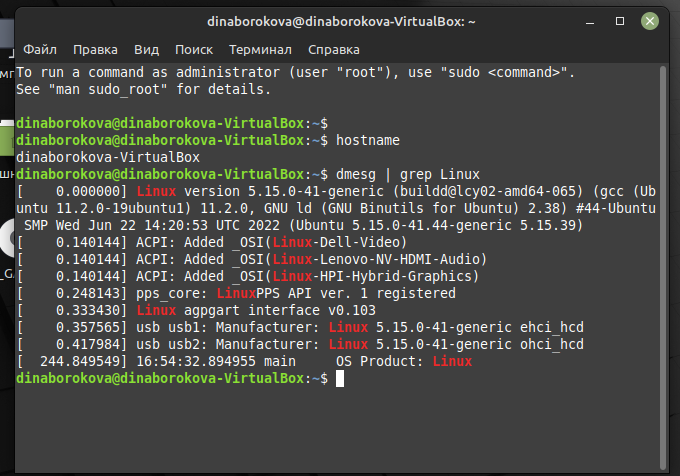 dinaborokova@dinaborokova-VirtualBox: ~
Файл Правка Вид Поиск Терминал Справка
To run a command as administrator (user "root"), use "sudo <command>".
See "man sudo_root" for details.
dinaborokova@dinaborokova-VirtualBox:~$
dinaborokova@dinaborokova-VirtualBox:~$ hostname
dinaborokova-VirtualBox
dinaborokova@dinaborokova-VirtualBox:~$ dmesg | grep Linux
[    0.000000] Linux version 5.15.0-41-generic (buildd@lcy02-amd64-065) (gcc (Ub
untu 11.2.0-19ubuntu1) 11.2.0, GNU ld (GNU Binutils for Ubuntu) 2.38) #44-Ubuntu
 SMP Wed Jun 22 14:20:53 UTC 2022 (Ubuntu 5.15.0-41.44-generic 5.15.39)
[    0.140144] ACPI: Added _OSI(Linux-Dell-Video)
[    0.140144] ACPI: Added _OSI(Linux-Lenovo-NV-HDMI-Audio)
[    0.140144] ACPI: Added _OSI(Linux-HPI-Hybrid-Graphics)
[    0.248143] pps_core: LinuxPPS API ver. 1 registered
[    0.333430] Linux agpgart interface v0.103
[    0.357565] usb usb1: Manufacturer: Linux 5.15.0-41-generic ehci_hcd
[    0.417984] usb usb2: Manufacturer: Linux 5.15.0-41-generic ohci_hcd
[  244.849549] 16:54:32.894955 main     OS Product: Linux
dinaborokova@dinaborokova-VirtualBox:~$